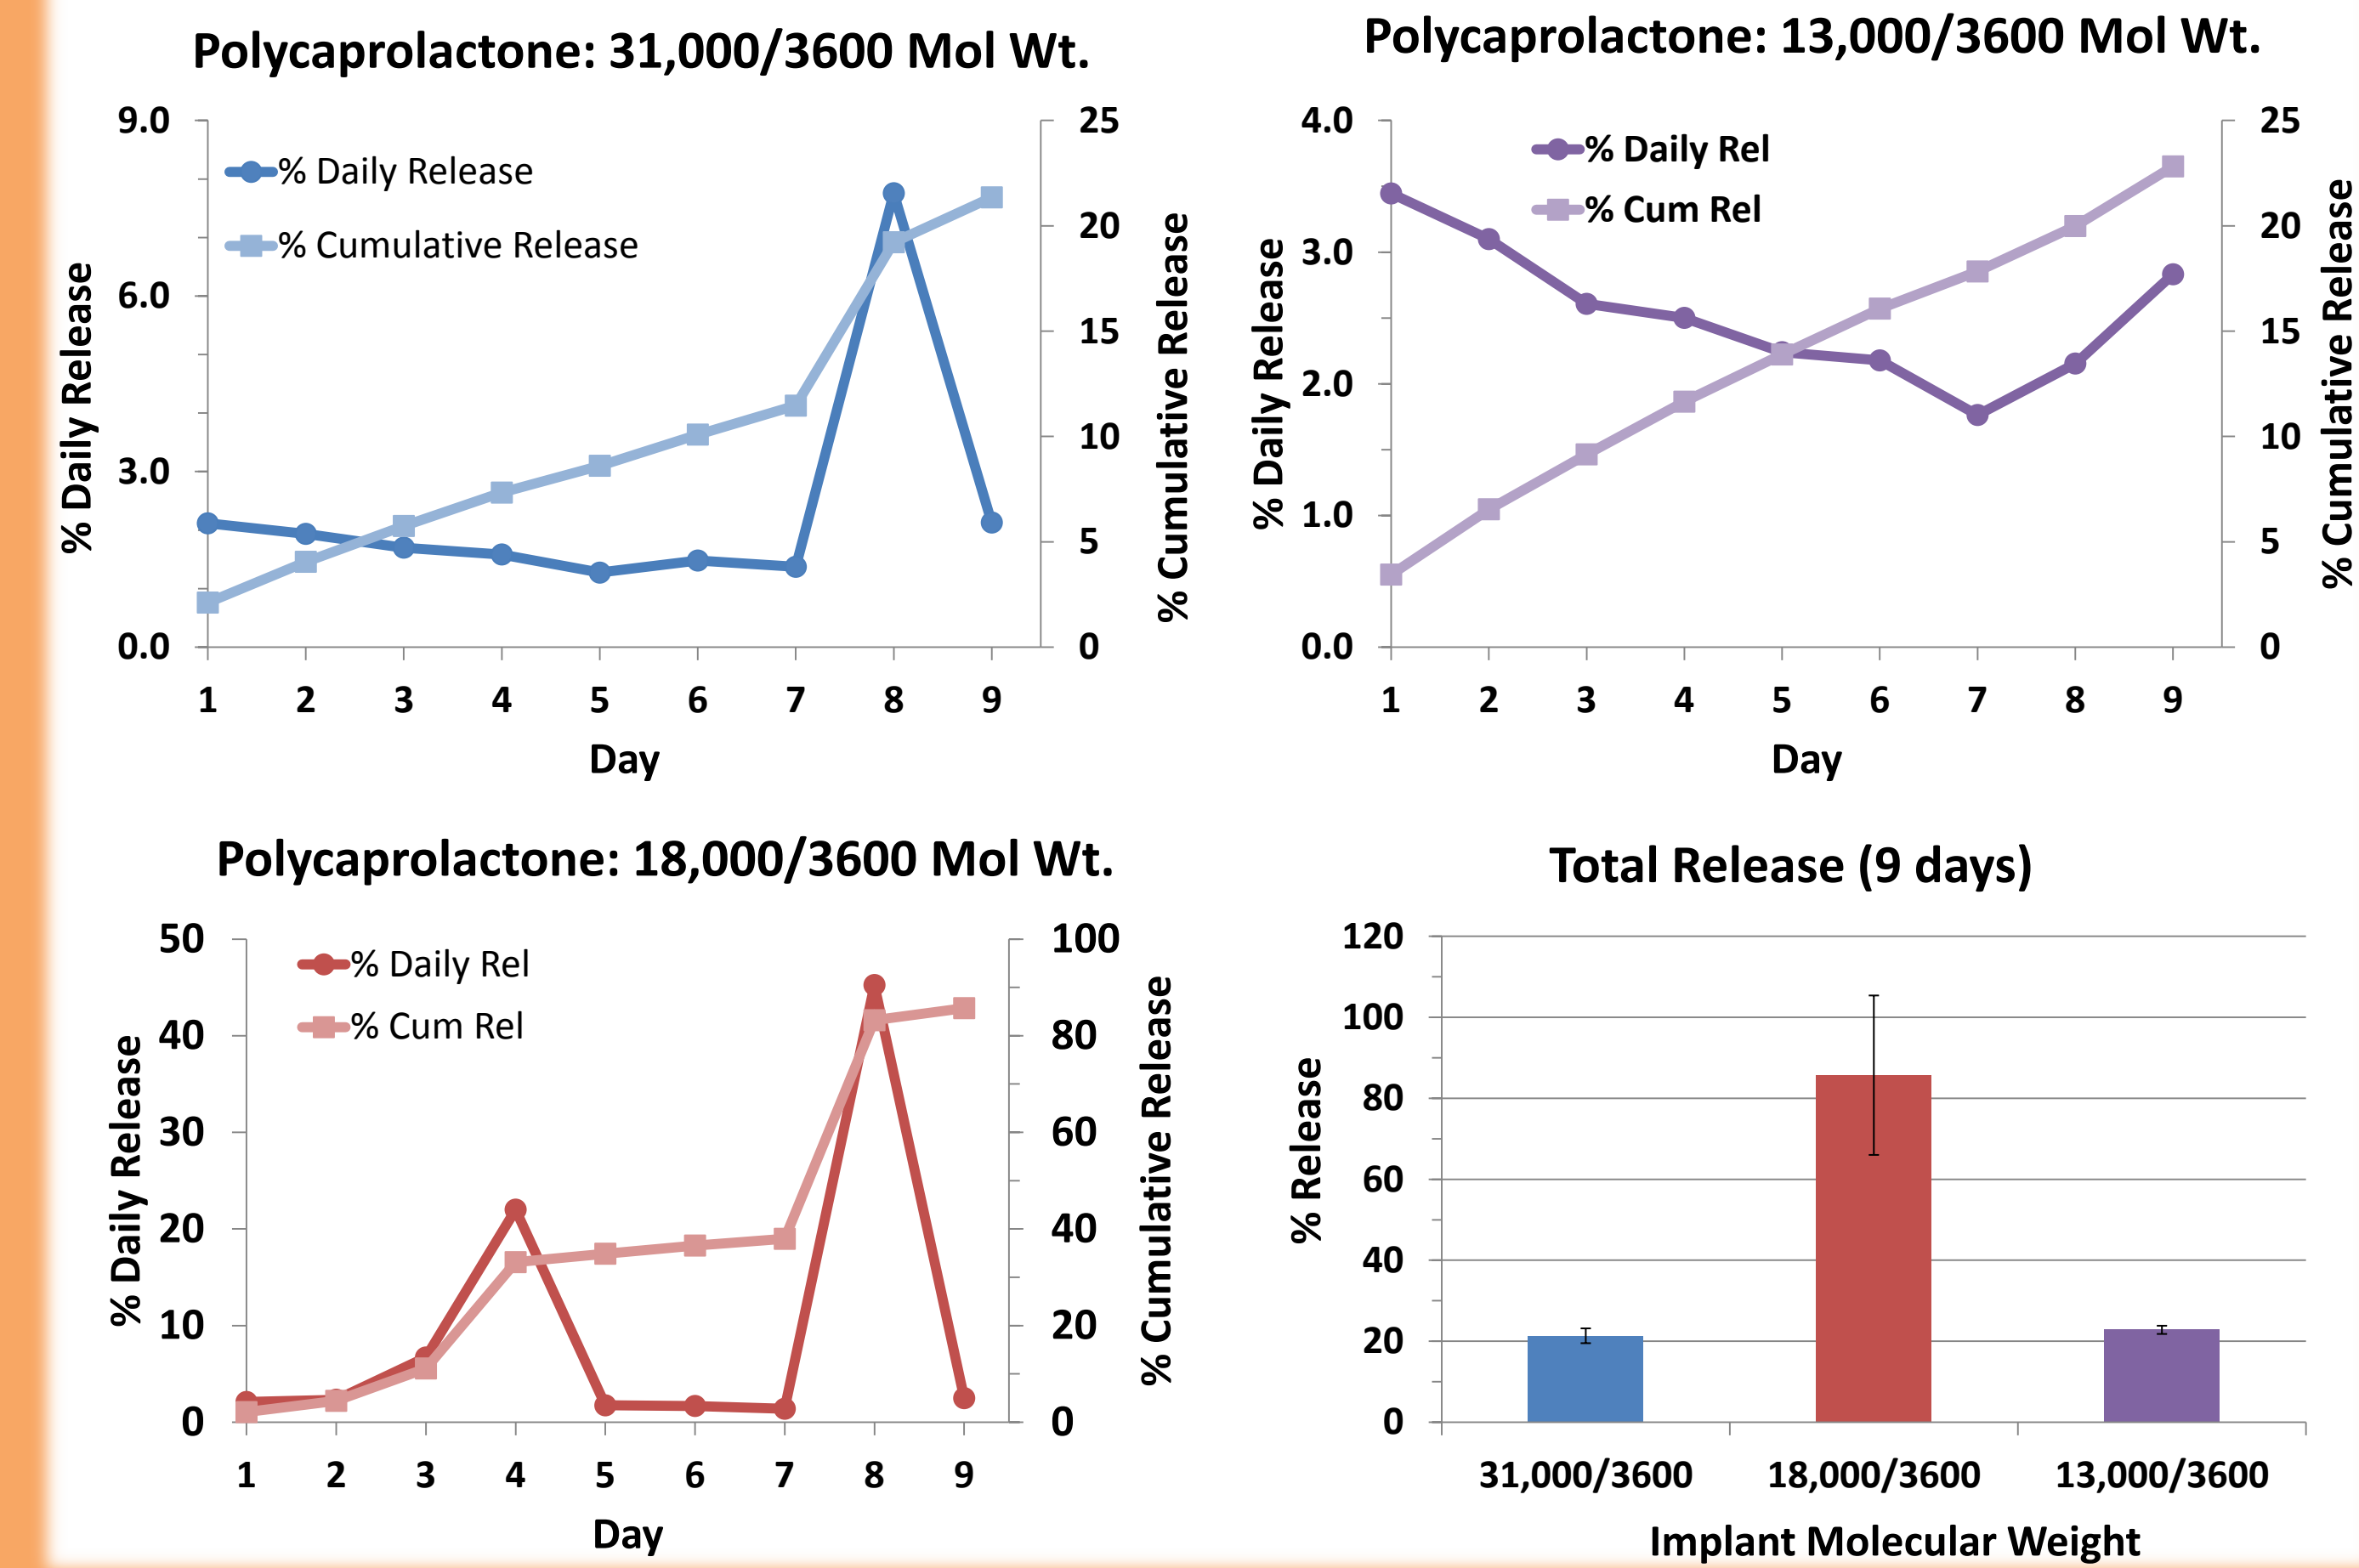 Polycaprolactone: 31,000/3600 Mol Wt.
9.0
6.0
3.0
0.0
% Daily Release
% Daily Release
% Cumulative Release
25
20
15
10
5
0
% Cumulative Release
1 2 3 4 5 6 7 8 9
Day
Polycaprolactone: 13,000/3600 Mol Wt.
4.0
3.0
2.0
1.0
0.0
% Daily Release
% Daily Rel
% Cum Rel
25
20
15
10
5
0
% Cumulative Release
1 2 3 4 5 6 7 8 9
Day
Polycaprolactone: 18,000/3600 Mol Wt.
50
40
30
20
10
0
% Daily Release
% Daily Rel
% Cum Rel
100
80
60
40
20
0
% Cumulative Release
1 2 3 4 5 6 7 8 9
Day
Total Release (9 days)
120
100
80
60
40
20
0
% Release
31,000/3600 18,000/3600 13,000/3600
Implant Molecular Weight